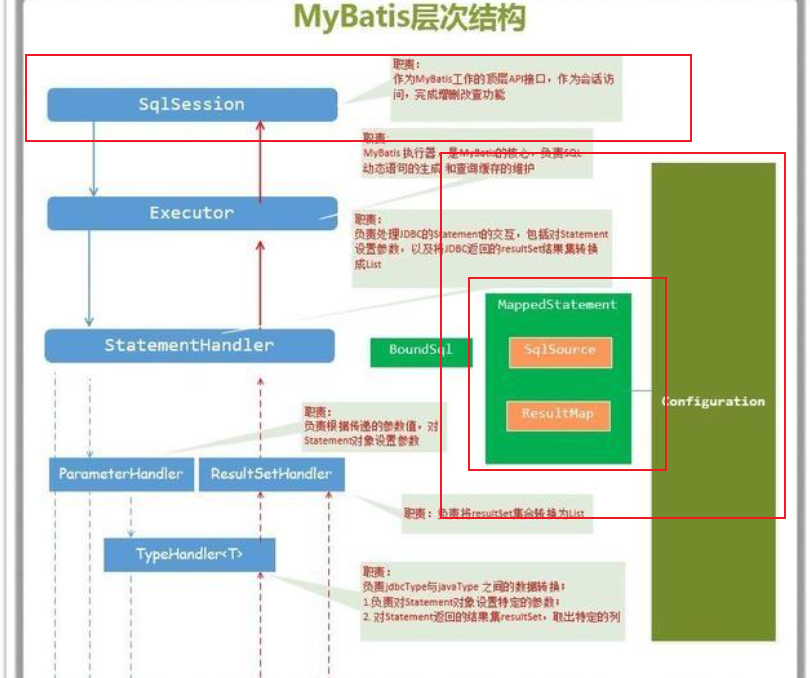 MyBatis层次结构
职责:
作为MyBatis工作的顶层API接口，作为会话访
问，完成增删改查功能
SqlSession
职责:
MyBatis 执行器，是MyBatis的核心，负责SQL
动态语句的生成 和查询缓存的维护
Executor
职责:
负责处理JDBC的Statement的交互，包括对Statement
设置参数，以及将JDBC返回的resultSet结果集转换
成List
MappedStatement
StatementHandler
BoundSql
SqlSource
Configuration
ResultMap
职责:
负责根据传递的参数值，对
Statement对象设置参数
ParameterHandler
ResultSetHandler
职责: 负责将resultSet集合转换为List
TypeHandler<T>
职责:
负责jdbcType与javaType 之间的数据转换:
1.负责对Statement对象设置特定的参数:
2. 对Statement返回的结果集resultSet，取出特定的列